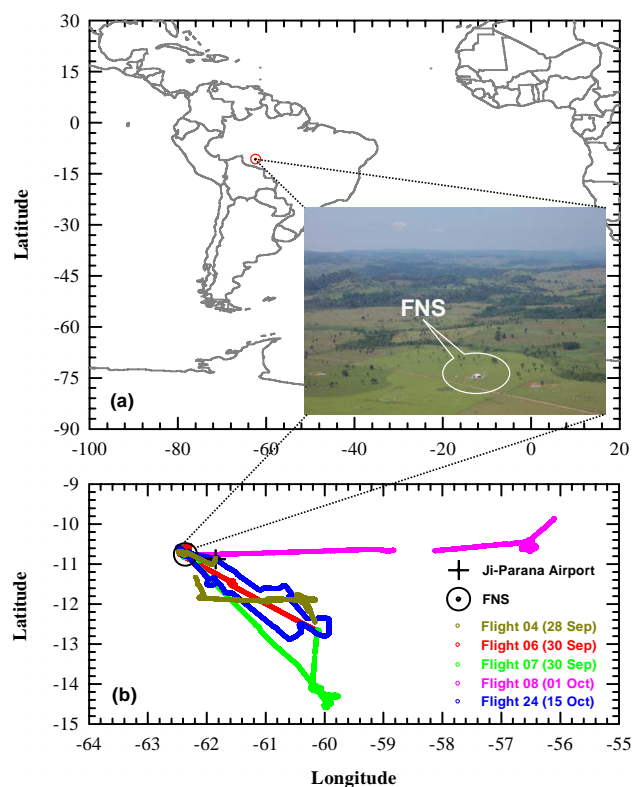 30
15
0
-15
-30
-45
-60
-75
-90
Latitude
FNS
(a)
-100 -80 -60 -40 -20 0 20
-9
-10
-11
-12
-13
-14
-15
Latitude
Ji-Parana Airport
FNS
Flight 04 (28 Sep)
Flight 06 (30 Sep)
Flight 07 (30 Sep)
Flight 08 (01 Oct)
Flight 24 (15 Oct)
(b)
-64 -63 -62 -61 -60 -59 -58 -57 -56 -55
Longitude